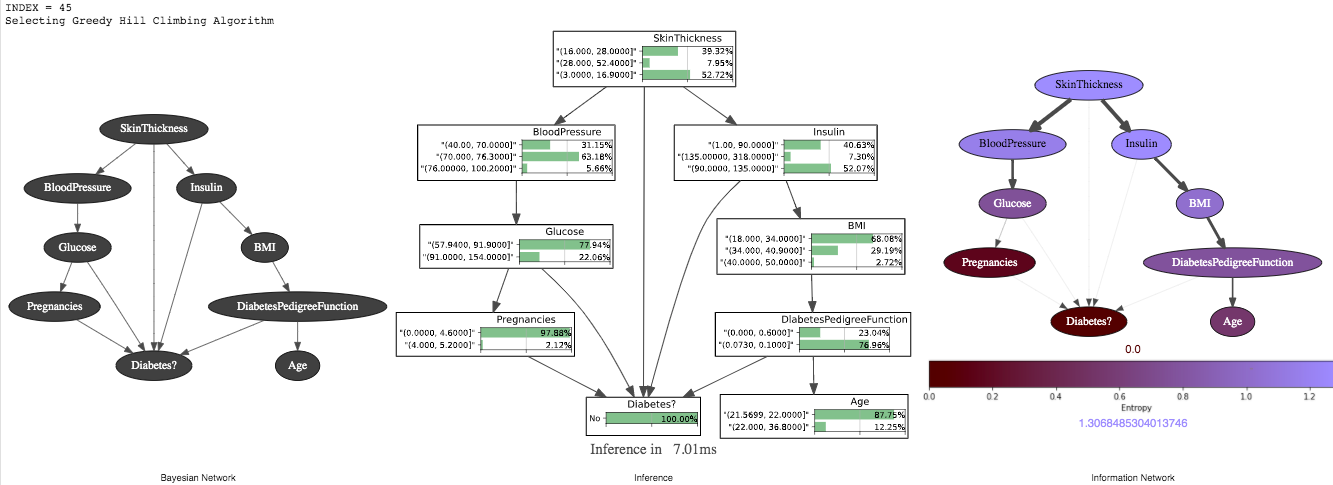 INDEX = 45
Selecting Greedy Hill Climbing Algorithm
SkinThickness
BloodPressure
Insulin
Glucose
BMI
Pregnancies
DiabetesPedigreeFunction
Diabetes?
Age
Bayesian Network
SkinThickness
"(16.000, 28.0000]" 39.32%
"(28.000, 52.4000]" 7.95%
"(3.0000, 16.9000]" 52.72%
BloodPressure
"(40.00, 70.0000]" 31.15%
"(70.000, 76.3000]" 63.18%
"(76.00000, 100.2000]" 5.66%
Insulin
"(1.00, 90.0000]" 40.63%
"(135.00000, 318.0000]" 7.30%
"(90.0000, 135.0000]" 52.07%
Glucose
"(57.9400, 91.9000]" 77.94%
"(91.0000, 154.0000]" 22.06%
BMI
"(18.000, 34.0000]" 68.08%
"(34.000, 40.9000]" 29.19%
"(40.0000, 50.0000]" 2.72%
Pregnancies
"(0.0000, 4.6000]" 97.88%
"(4.000, 5.2000]" 2.12%
DiabetesPedigreeFunction
"(0.000, 0.6000]" 23.04%
"(0.0730, 0.1000]" 76.96%
Diabetes?
No 100.00%
Age
"(21.5699, 22.0000]" 87.75%
"(22.000, 36.8000]" 12.25%
Inference in 7.01ms
Inference
SkinThickness
BloodPressure
Insulin
Glucose
BMI
Pregnancies
DiabetesPedigreeFunction
Diabetes?
Age
0.0
0.0 0.2 0.4 0.6 0.8 1.0 1.2
Entropy
1.3068485304013746
Information Network